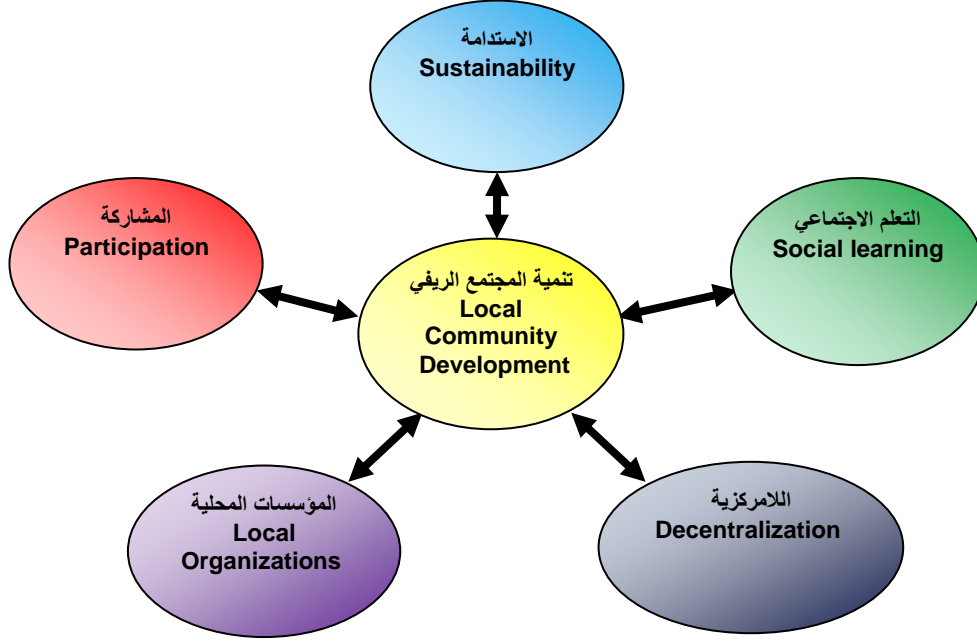 الاستدامة
Sustainability
المشاركة
Participation
التعلم الاجتماعي
Social learning
تنمية المجتمع الريفي
Local
Community
Development
المؤسسات المحلية
Local
Organizations
اللامركزية
Decentralization